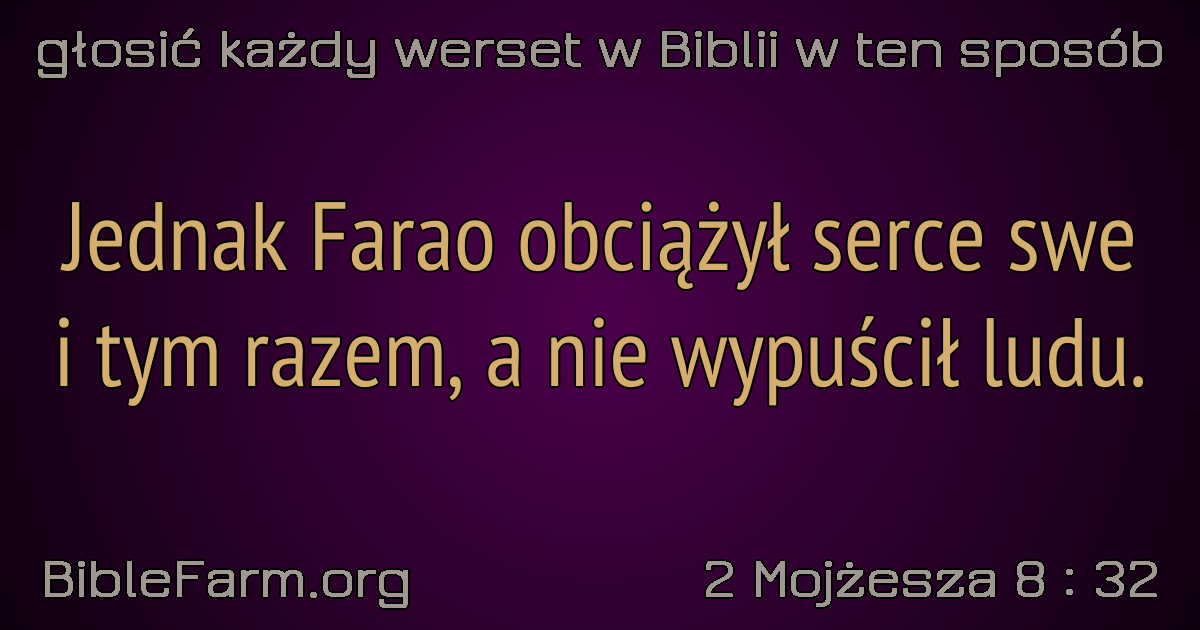 głosić każdy werset w Biblii w ten sposób
Jednak Farao obciążył serce swe
i tym razem, a nie wypuścił ludu.
BibleFarm.org
2 Mojżesza 8 : 32